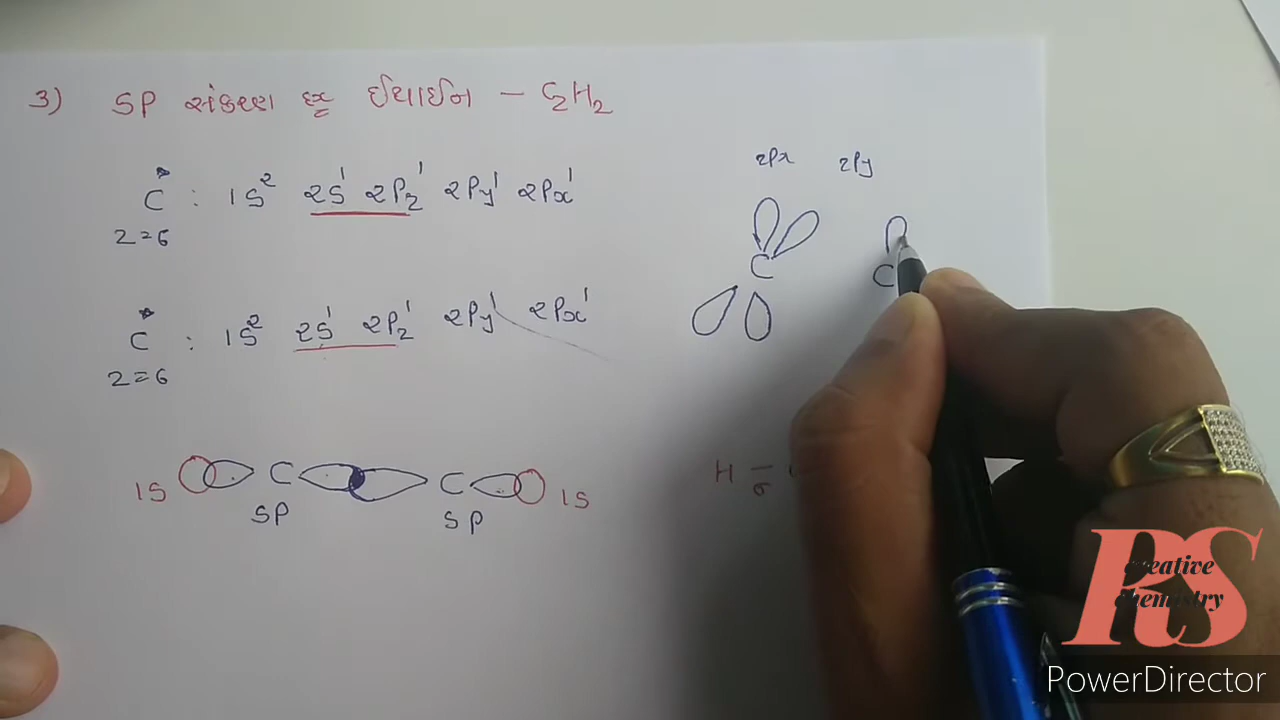 3) SP સંકરણ દ્દા ઈથાઈન – C₂H₂
2Px 2Py
C* : 1S² 2S¹ 2Pz¹ 2Py¹ 2Px¹
Z=6
C
C
C* : 1S² 2S¹ 2Pz¹ 2Py¹ 2Px¹
Z=6
1S C C 1S
SP SP
H – σ
RS
creative
chemistry
PowerDirector